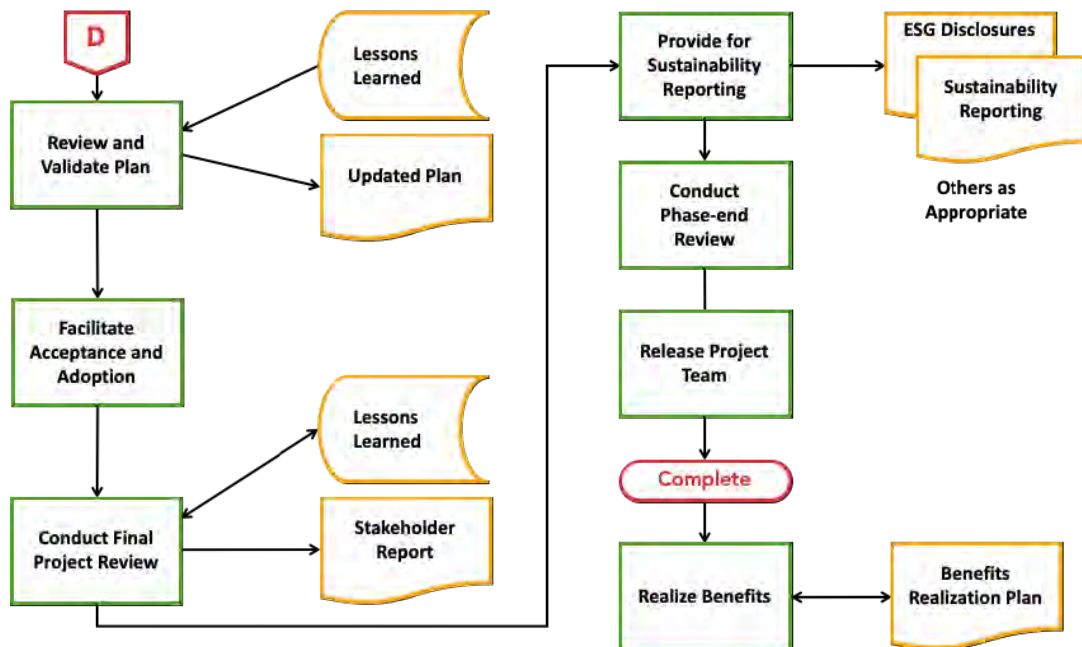 D
Lessons
Learned
Review and
Validate Plan
Updated Plan
Facilitate
Acceptance and
Adoption
Lessons
Learned
Conduct Final
Project Review
Stakeholder
Report
Provide for
Sustainability
Reporting
ESG Disclosures
Sustainability
Reporting
Others as
Appropriate
Conduct
Phase-end
Review
Release Project
Team
Complete
Realize Benefits
Benefits
Realization Plan